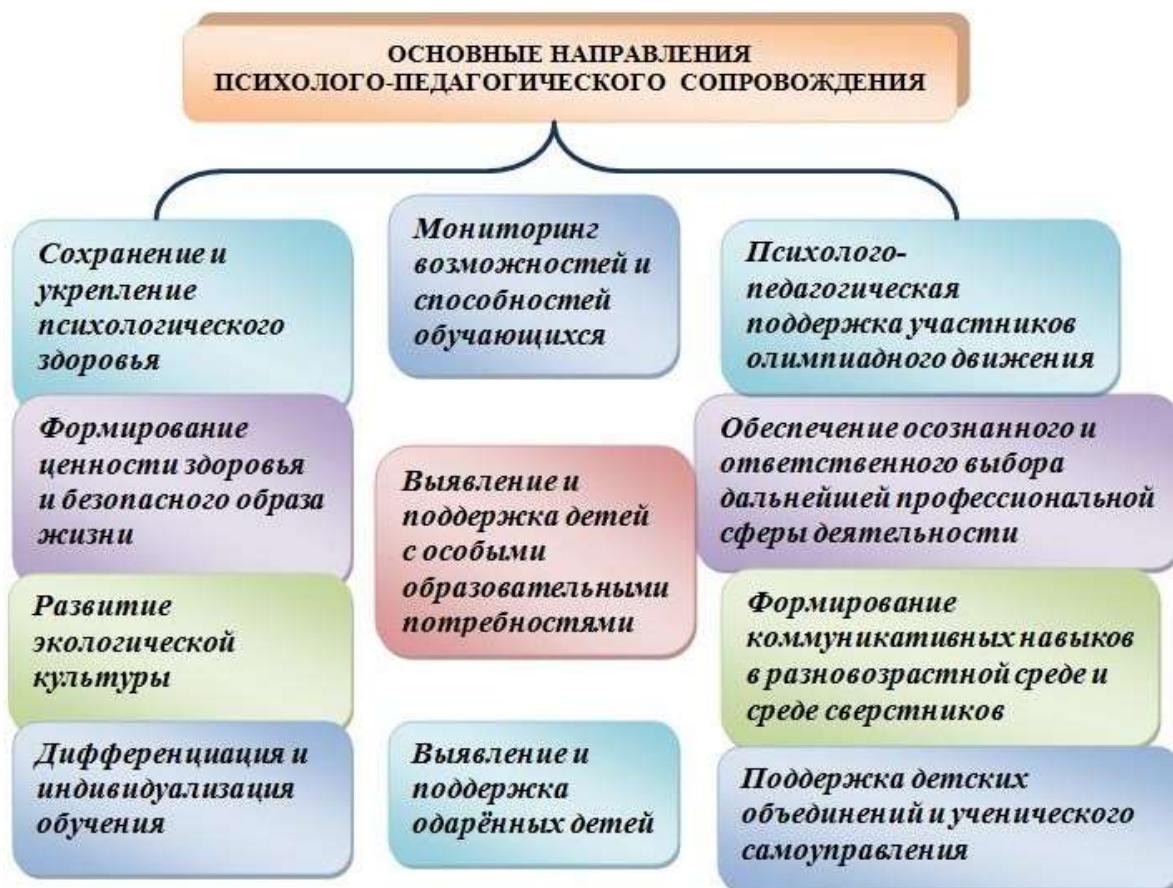 ОСНОВНЫЕ НАПРАВЛЕНИЯ
ПСИХОЛОГО-ПЕДАГОГИЧЕСКОГО СОПРОВОЖДЕНИЯ
Сохранение и
укрепление
психологического
здоровья
Формирование
ценности здоровья
и безопасного образа
жизни
Развитие
экологической
культуры
Дифференциация и
индивидуализация
обучения
Мониторинг
возможностей и
способностей
обучающихся
Выявление и
поддержка детей
с особыми
образовательными
потребностями
Выявление и
поддержка
одарённых детей
Психолого-
педагогическая
поддержка участников
олимпиадного движения
Обеспечение осознанного и
ответственного выбора
дальнейшей профессиональной
сферы деятельности
Формирование
коммуникативных навыков
в разновозрастной среде и
среде сверстников
Поддержка детских
объединений и ученического
самоуправления